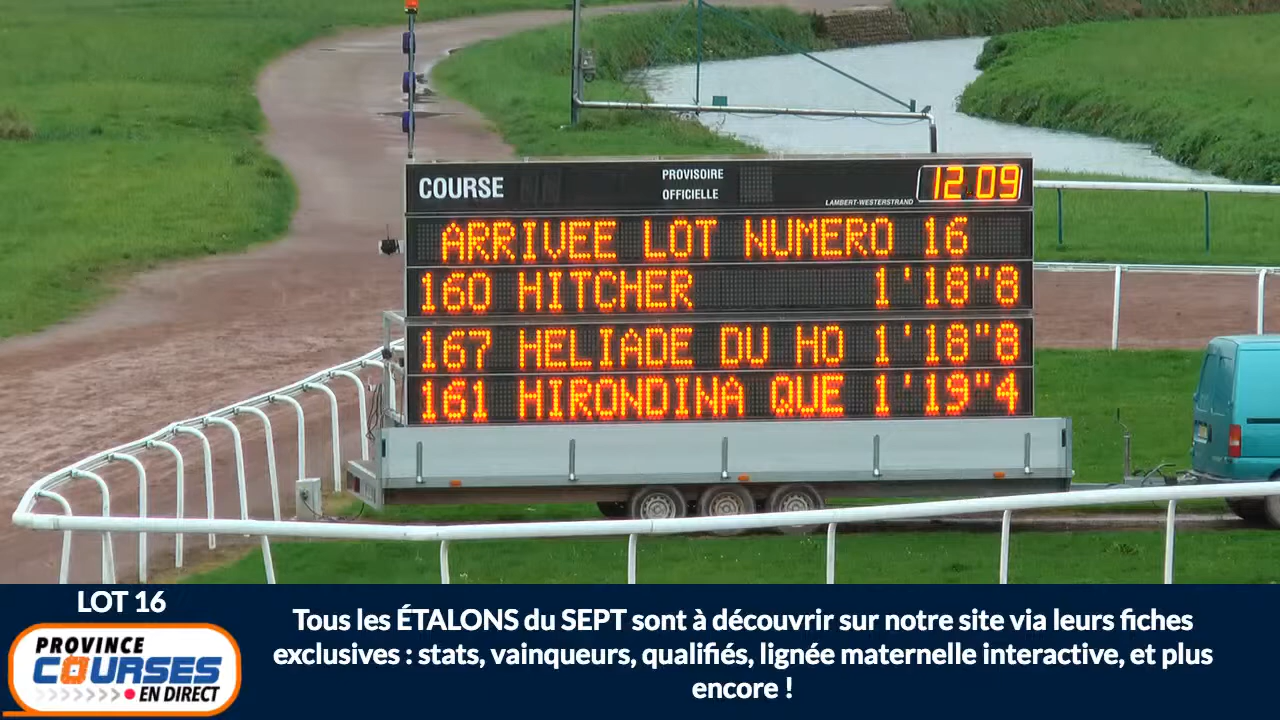 COURSE
PROVISOIRE
OFFICIELLE
LAMBERT-WESTERSTRAND
12.09
ARRIVEE LOT NUMERO 16
160 HITCHER 1'18"8
167 HELIADE DU HO 1'18"8
161 HIRONDINA QUE 1'19"4
LOT 16
PROVINCE
COURSES
EN DIRECT
Tous les ÉTALONS du SEPT sont à découvrir sur notre site via leurs fiches
exclusives : stats, vainqueurs, qualifiés, lignée maternelle interactive, et plus
encore !